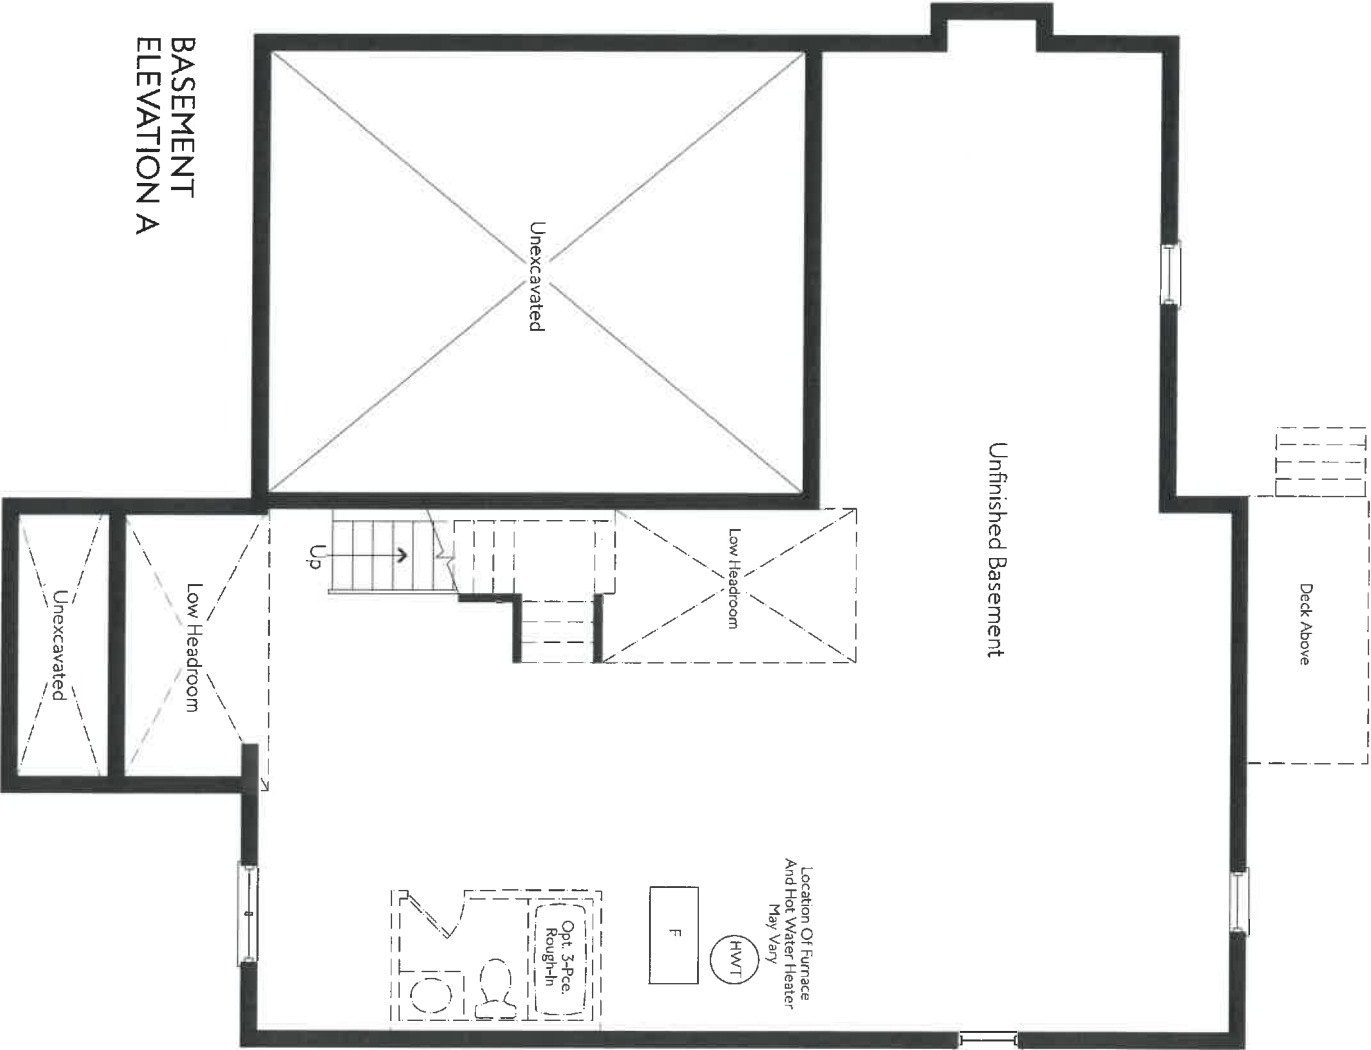 BASEMENT
ELEVATION A
Unexcavated
Unfinished Basement
Deck Above
Low Headroom
Up
Low Headroom
Unexcavated
Location Of Furnace
And Hot Water Heater
May Vary
HWT
F
Opt. 3-Pce.
Rough-In